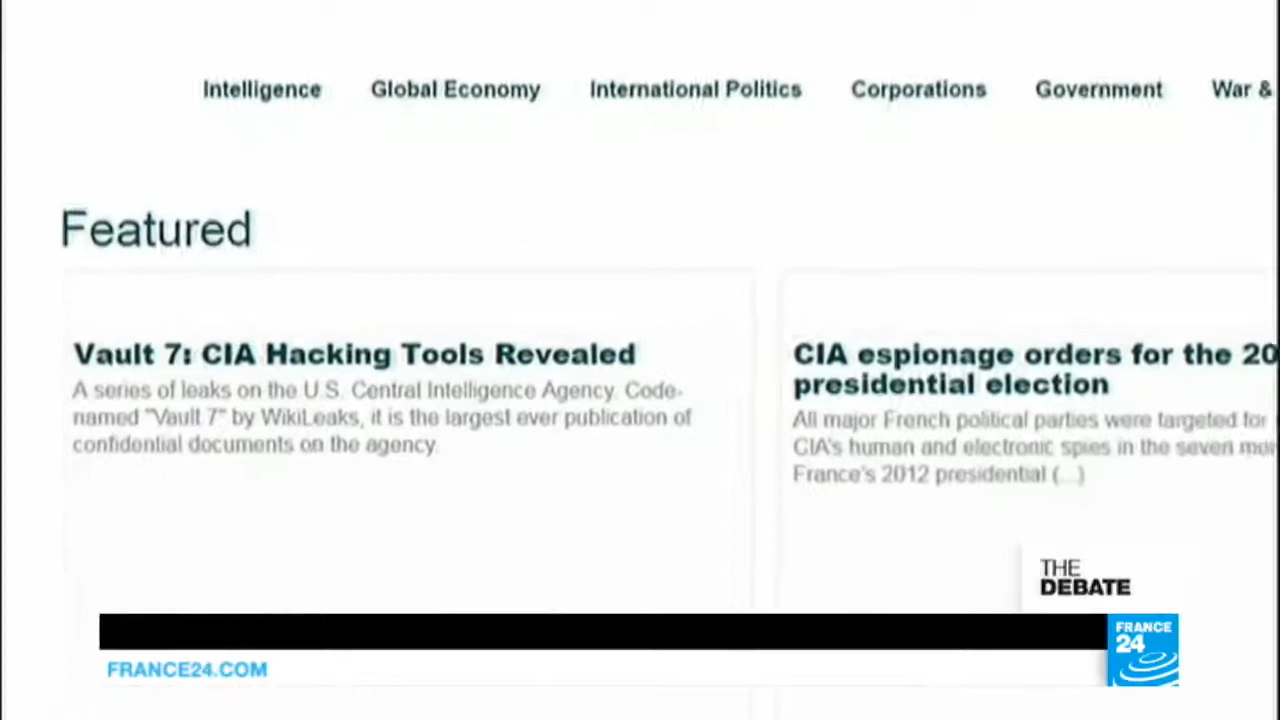 Intelligence Global Economy International Politics Corporations Government War &
Featured
Vault 7: CIA Hacking Tools Revealed
A series of leaks on the U.S. Central Intelligence Agency. Code-
named "Vault 7" by WikiLeaks, it is the largest ever publication of
confidential documents on the agency.
CIA espionage orders for the 20
presidential election
All major French political parties were targeted for
CIA's human and electronic spies in the seven mo
France's 2012 presidential (...)
THE
DEBATE
FRANCE
24
FRANCE24.COM